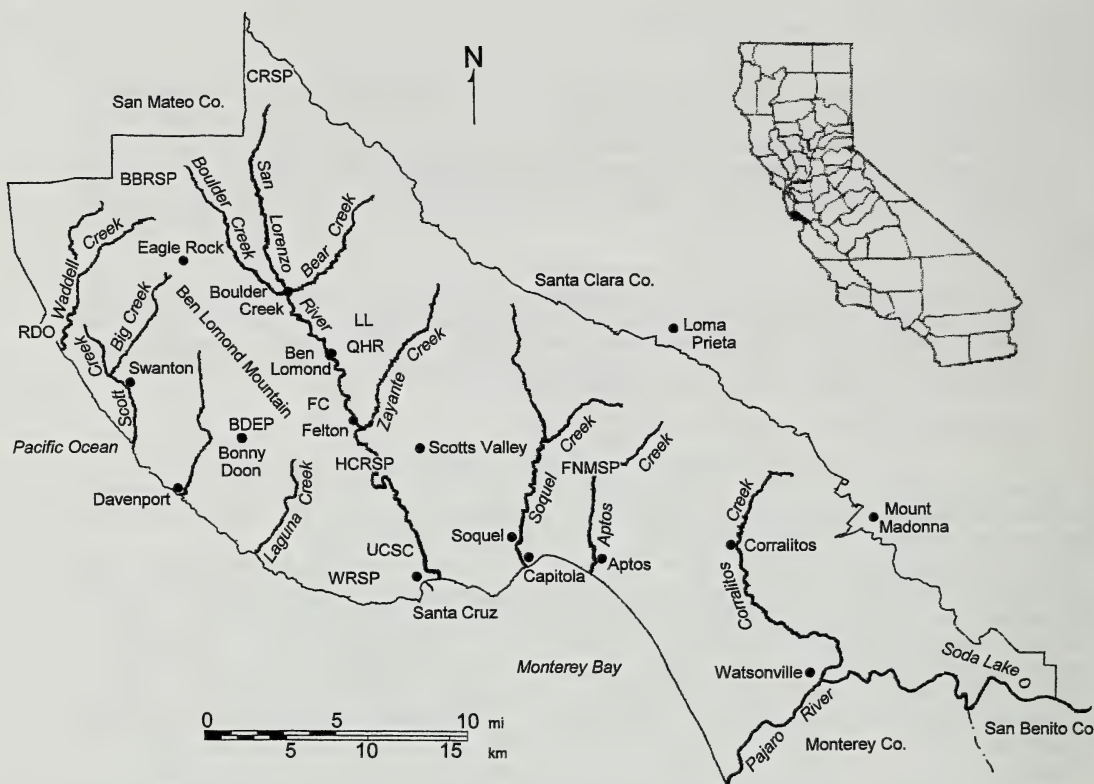 CRSP
N
San Mateo Co.
BBRSP
Boulder
Creek
San
Lorenzo
River
Bear Creek
Waddell
Creek
Eagle Rock
Boulder
Creek
Santa Clara Co.
Loma
Prieta
Big Creek
Ben Lomond Mountain
RDO
LL
QHR
Ben
Lomond
Zayante
Creek
Scott
Creek
Swanton
FC
Felton
BDEP
Bonny
Doon
Pacific Ocean
Scotts Valley
HCRSP
Soquel
Creek
FNMSP
Aptos
Creek
Davenport
Laguna
Creek
Mount
Madonna
Corralitos
Creek
Corralitos
UCSC
Soquel
WRSP
Capitola
Aptos
Santa Cruz
Monterey Bay
Watsonville
Soda Lake
Pajaro
River
San Benito Co.
Monterey Co.
0 5 10 mi
5 10 15 km